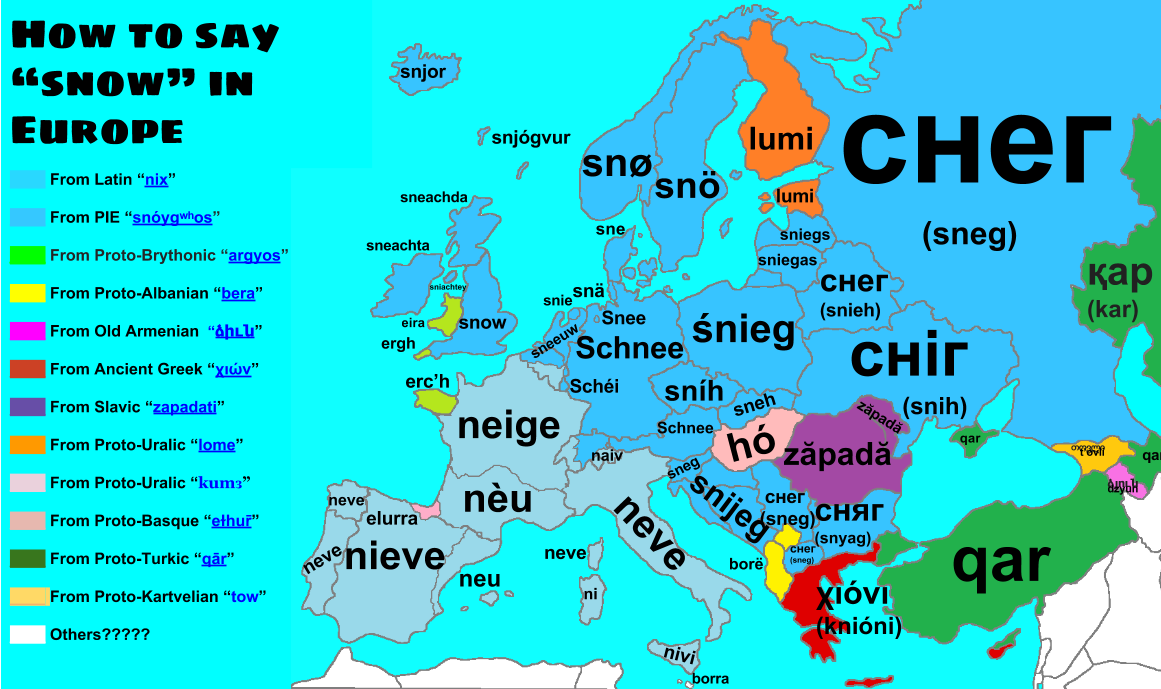 How to say
“snow” in
Europe
From Latin “nix”
From PIE “snóygʷʰos”
From Proto-Brythonic “argyos”
From Proto-Albanian “bera”
From Old Armenian “ձիւն”
From Ancient Greek “χιών”
From Slavic “zapadati”
From Proto-Uralic “lome”
From Proto-Uralic “kumɜ”
From Proto-Basque “ełhuř”
From Proto-Turkic “qār”
From Proto-Kartvelian “tow”
Others?????
snjor
snjógvur
snø
snö
lumi
lumi
снег
(sneg)
sneachda
sneachta
sniachtey
sne
sniegs
sniegas
снег
(snieh)
қар
(kar)
eira
snow
ergh
snie
snä
sneeuw
Snee
Schnee
śnieg
сніг
(snih)
erc’h
Schéi
sníh
sneh
Schnee
neige
naiv
hó
zăpadă
zăpadă
qar
t'ovli
qar
dzyun
sneg
snijeg
снег
(sneg)
сняг
(snyag)
снег
(sneg)
neve
elurra
nèu
neve
nieve
neu
neve
neve
ni
borë
nivi
borra
χιόνι
(knióni)
qar